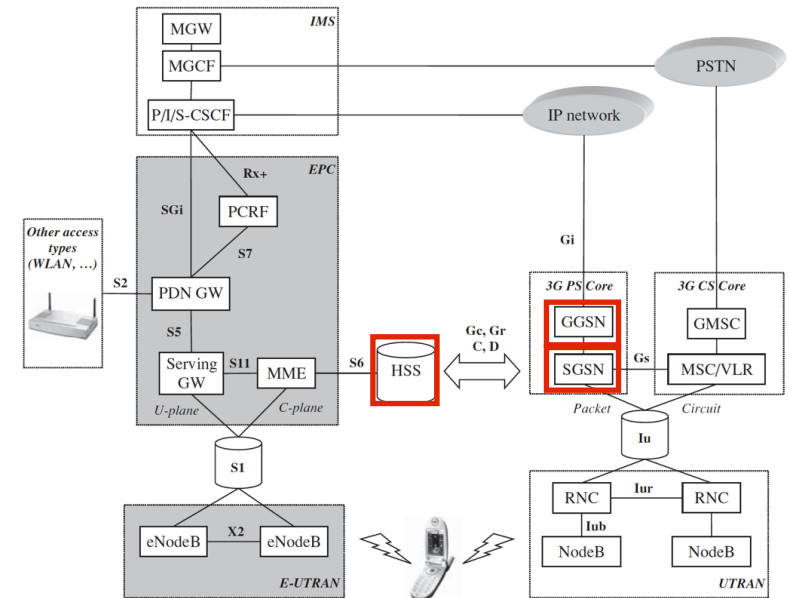 IMS
MGW
MGCF
P/I/S-CSCF
PSTN
IP network
EPC
Rx+
SGi
PCRF
S7
Gi
Other access
types
(WLAN, ...)
S2
PDN GW
S5
Serving
GW
S11
MME
S6
HSS
U-plane
C-plane
Gc, Gr
C, D
3G PS Core
GGSN
SGSN
Gs
3G CS Core
GMSC
MSC/VLR
Packet
Circuit
S1
Iu
eNodeB
X2
eNodeB
E-UTRAN
RNC
Iur
RNC
Iub
NodeB
NodeB
UTRAN